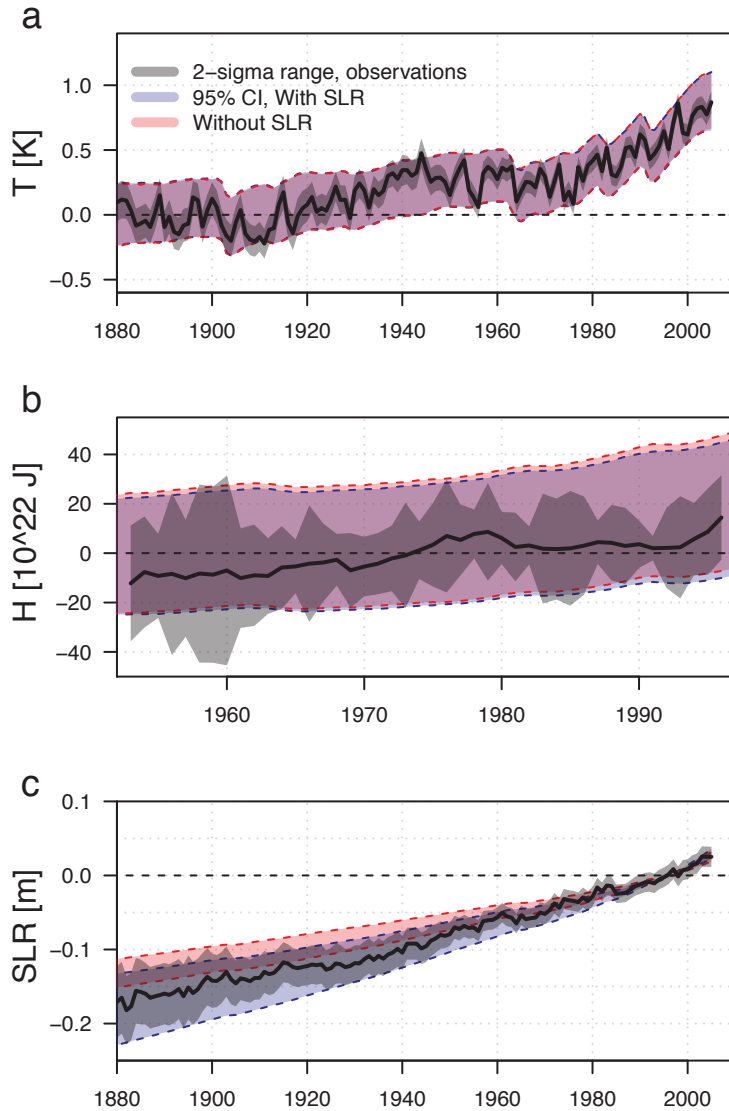 a
2−sigma range, observations
95% CI, With SLR
Without SLR
T [K]
1.0
0.5
0.0
−0.5
1880 1900 1920 1940 1960 1980 2000
b
H [10^22 J]
40
20
0
−20
−40
1960 1970 1980 1990
c
SLR [m]
0.1
0.0
−0.1
−0.2
1880 1900 1920 1940 1960 1980 2000